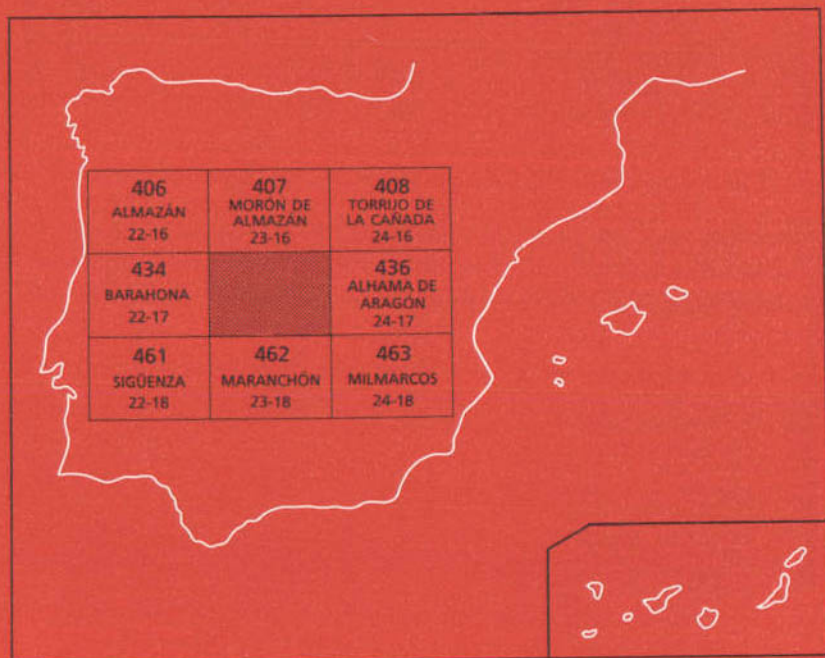 406
ALMAZÁN
22-16
407
MORÓN DE
ALMAZÁN
23-16
408
TORRIJO DE
LA CAÑADA
24-16
434
BARAHONA
22-17
436
ALHAMA DE
ARAGÓN
24-17
461
SIGÜENZA
22-18
462
MARANCHÓN
23-18
463
MILMARCOS
24-18